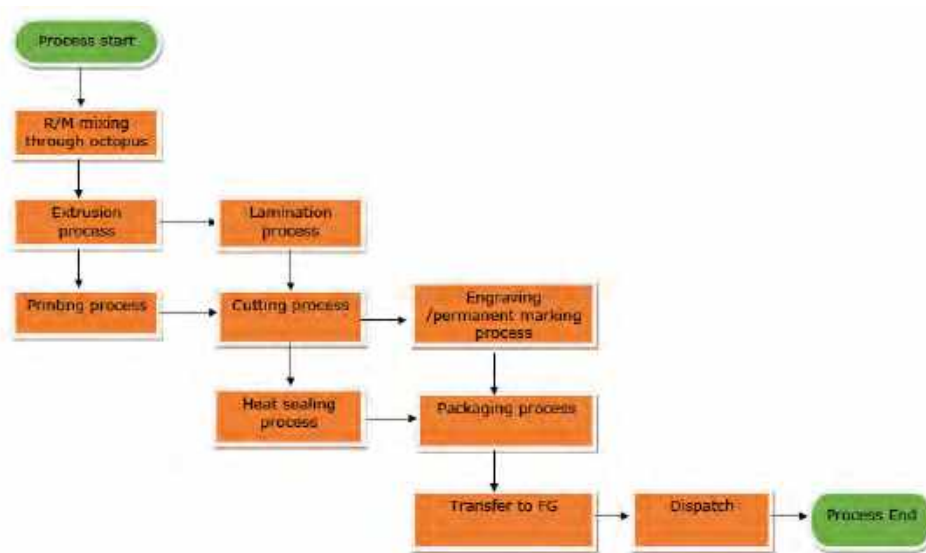 Process start
R/M mixing
through octopus
Extrusion
process
Lamination
process
Printing process
Cutting process
Engraving
/permanent marking
process
Heat sealing
process
Packaging process
Transfer to FG
Dispatch
Process End